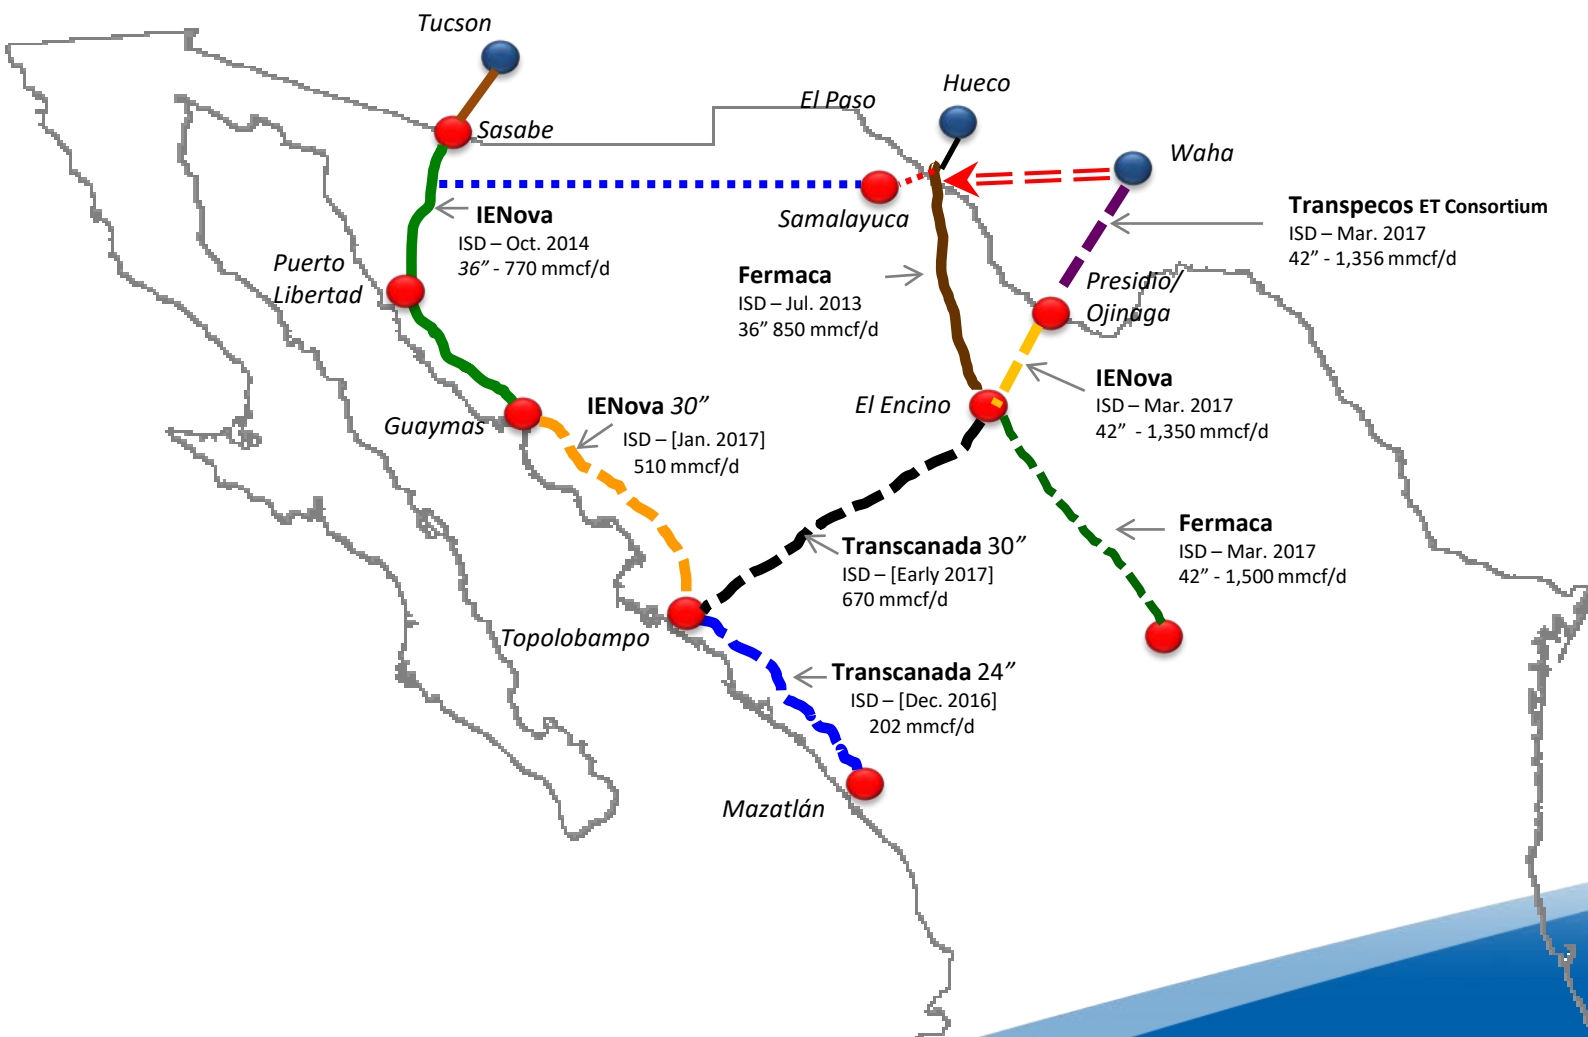 Tucson
Hueco
El Paso
Sasabe
Waha
Samalayuca
IENova
ISD – Oct. 2014
36” - 770 mmcf/d
Transpecos ET Consortium
ISD – Mar. 2017
42” - 1,356 mmcf/d
Puerto
Libertad
Fermaca
ISD – Jul. 2013
36” 850 mmcf/d
Presidio/
Ojinaga
IENova
ISD – Mar. 2017
42” - 1,350 mmcf/d
El Encino
Guaymas
IENova 30”
ISD – [Jan. 2017]
510 mmcf/d
Fermaca
ISD – Mar. 2017
42” - 1,500 mmcf/d
Transcanada 30”
ISD – [Early 2017]
670 mmcf/d
Topolobampo
Transcanada 24”
ISD – [Dec. 2016]
202 mmcf/d
Mazatlán